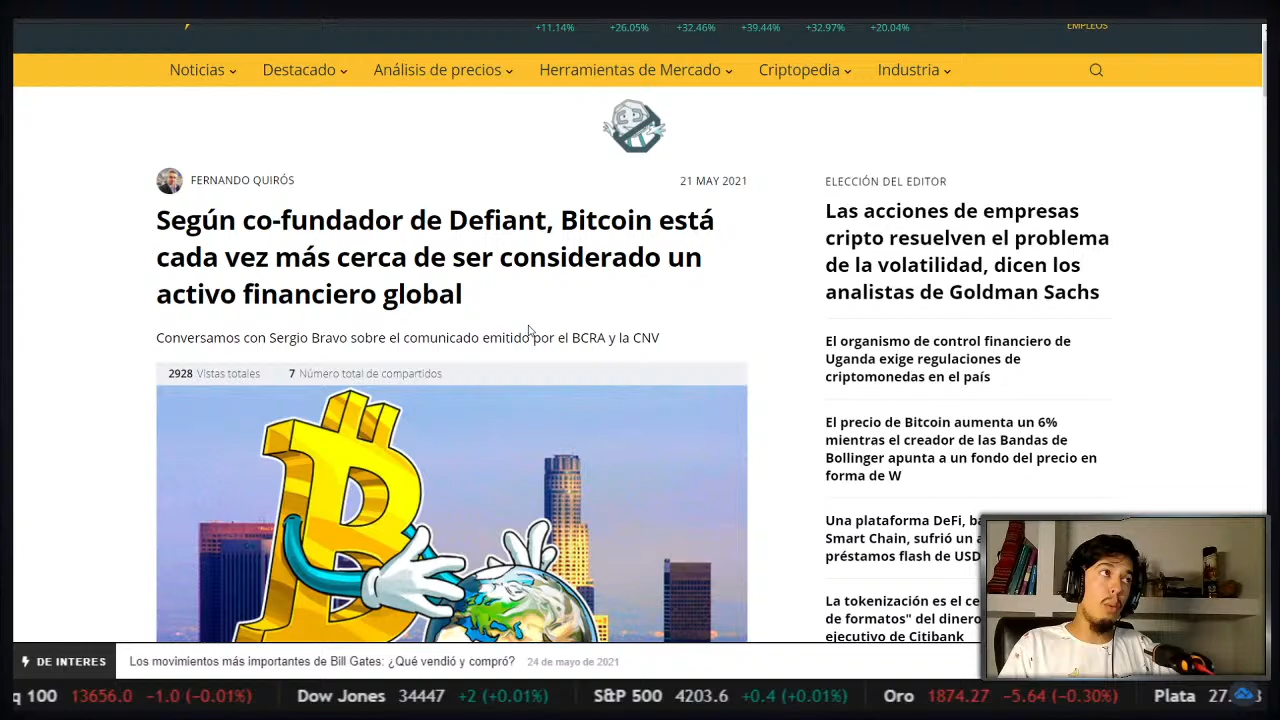 +11.14% +26.05% +32.46% +39.44% +32.97% +20.04% EMPLEOS
Noticias Destacado Análisis de precios Herramientas de Mercado Criptopedia Industria
FERNANDO QUIRÓS 21 MAY 2021
Según co-fundador de Defiant, Bitcoin está
cada vez más cerca de ser considerado un
activo financiero global
Conversamos con Sergio Bravo sobre el comunicado emitido por el BCRA y la CNV
2928 Vistas totales 7 Número total de compartidos
ELECCIÓN DEL EDITOR
Las acciones de empresas
cripto resuelven el problema
de la volatilidad, dicen los
analistas de Goldman Sachs
El organismo de control financiero de
Uganda exige regulaciones de
criptomonedas en el país
El precio de Bitcoin aumenta un 6%
mientras el creador de las Bandas de
Bollinger apunta a un fondo del precio en
forma de W
Una plataforma DeFi,
Smart Chain, sufrió un
préstamos flash de USD
La tokenización es el
de formatos" del dinero
ejecutivo de Citibank
DE INTERES Los movimientos más importantes de Bill Gates: ¿Qué vendió y compró? 24 de mayo de 2021
q 100 13656.0 -1.0 (-0.01%) Dow Jones 34447 +2 (+0.01%) S&P 500 4203.6 +0.4 (+0.01%) Oro 1874.27 -5.64 (-0.30%) Plata 27.